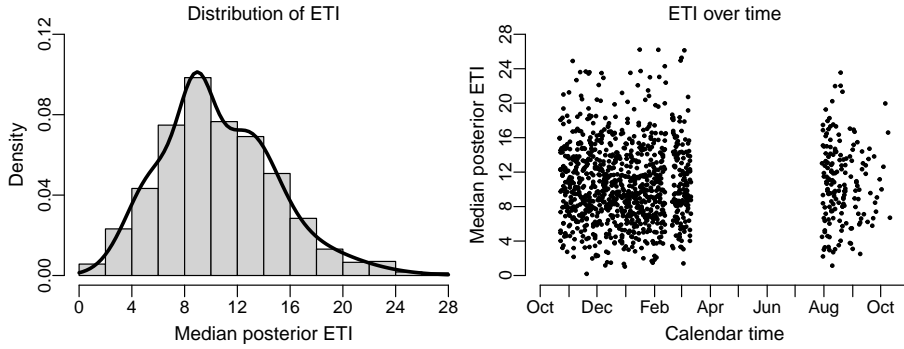 Distribution of ETI
0.12
0.08
0.04
0.00
Density
0 4 8 12 16 20 24 28
Median posterior ETI
ETI over time
28
24
20
16
12
8
4
0
Median posterior ETI
Oct Dec Feb Apr Jun Aug Oct
Calendar time